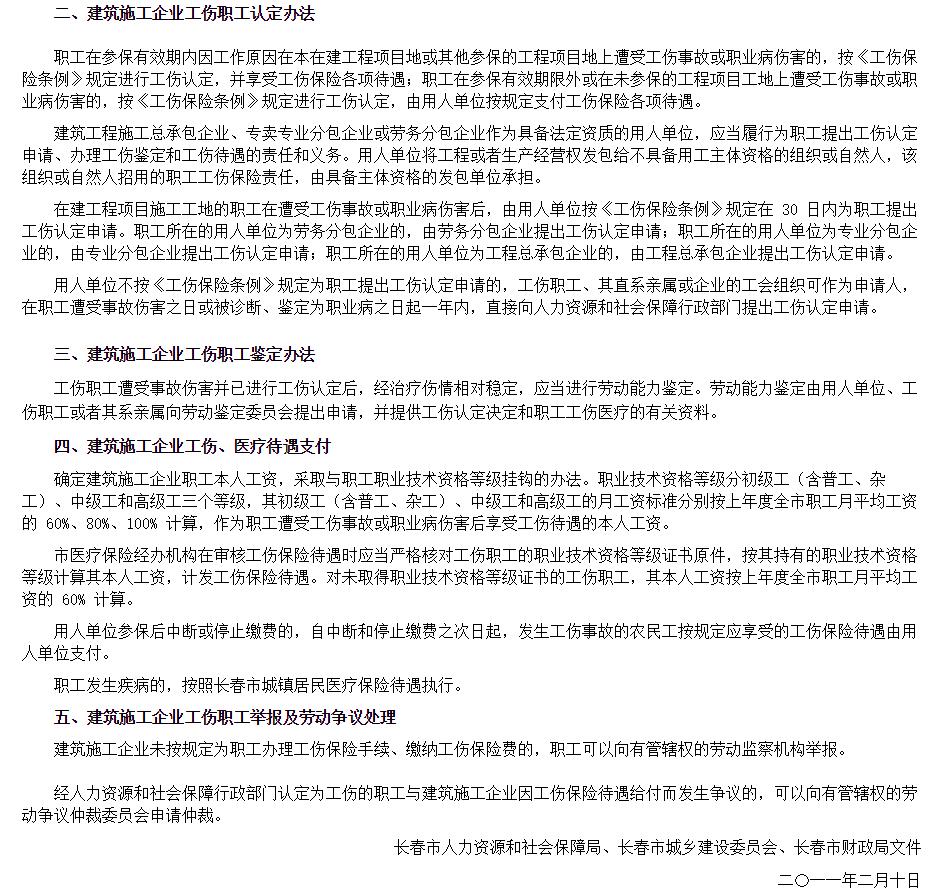 二、建筑施工企业工伤职工认定办法
职工在参保有效期内因工作原因在本在建工程项目地或其他参保的工程项目地上遭受工伤事故或职业病伤害的，按《工伤保
险条例》规定进行工伤认定，并享受工伤保险各项待遇；职工在参保有效期限外或在未参保的工程项目工地上遭受工伤事故或职
业病伤害的，按《工伤保险条例》规定进行工伤认定，由用人单位按规定支付工伤保险各项待遇。
建筑工程施工总承包企业、专卖专业分包企业或劳务分包企业作为具备法定资质的用人单位，应当履行为职工提出工伤认定
申请、办理工伤鉴定和工伤待遇的责任和义务。用人单位将工程或者生产经营权发包给不具备用工主体资格的组织或自然人，该
组织或自然人招用的职工工伤保险责任，由具备主体资格的发包单位承担。
在建工程项目施工工地的职工在遭受工伤事故或职业病伤害后，由用人单位按《工伤保险条例》规定在 30 日内为职工提出
工伤认定申请。职工所在的用人单位为劳务分包企业的，由劳务分包企业提出工伤认定申请；职工所在的用人单位为专业分包企
业的，由专业分包企业提出工伤认定申请；职工所在的用人单位为工程总承包企业的，由工程总承包企业提出工伤认定申请。
用人单位不按《工伤保险条例》规定为职工提出工伤认定申请的，工伤职工、其直系亲属或企业的工会组织可作为申请人，
在职工遭受事故伤害之日或被诊断、鉴定为职业病之日起一年内，直接向人力资源和社会保障行政部门提出工伤认定申请。
三、建筑施工企业工伤职工鉴定办法
工伤职工遭受事故伤害并已进行工伤认定后，经治疗伤情相对稳定，应当进行劳动能力鉴定。劳动能力鉴定由用人单位、工
伤职工或者其系亲属向劳动鉴定委员会提出申请，并提供工伤认定决定和职工工伤医疗的有关资料。
四、建筑施工企业工伤、医疗待遇支付
确定建筑施工企业职工本人工资，采取与职工职业技术资格等级挂钩的办法。职业技术资格等级分初级工（含普工、杂
工）、中级工和高级工三个等级，其初级工（含普工、杂工）、中级工和高级工的月工资标准分别按上年度全市职工月平均工资
的 60%、80%、100% 计算，作为职工遭受工伤事故或职业病伤害后享受工伤待遇的本人工资。
市医疗保险经办机构在审核工伤保险待遇时应当严格核对工伤职工的职业技术资格等级证书原件，按其持有的职业技术资格
等级计算其本人工资，计发工伤保险待遇。对未取得职业技术资格等级证书的工伤职工，其本人工资按上年度全市职工月平均工
资的 60% 计算。
用人单位参保后中断或停止缴费的，自中断和停止缴费之次日起，发生工伤事故的农民工按规定应享受的工伤保险待遇由用
人单位支付。
职工发生疾病的，按照长春市城镇居民医疗保险待遇执行。
五、建筑施工企业工伤职工举报及劳动争议处理
建筑施工企业未按规定为职工办理工伤保险手续、缴纳工伤保险费的，职工可以向有管辖权的劳动监察机构举报。
经人力资源和社会保障行政部门认定为工伤的职工与建筑施工企业因工伤保险待遇给付而发生争议的，可以向有管辖权的劳
动争议仲裁委员会申请仲裁。
长春市人力资源和社会保障局、长春市城乡建设委员会、长春市财政局文件
二〇一一年二月十日